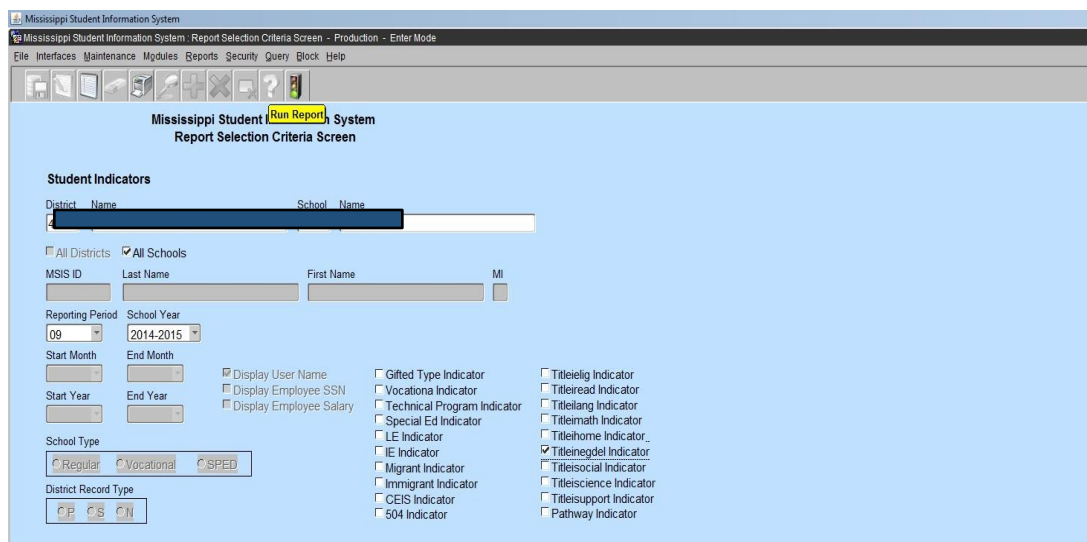 Mississippi Student Information System
Mississippi Student Information System : Report Selection Criteria Screen - Production - Enter Mode
File Interfaces Maintenance Modules Reports Security Query Block Help
Run Report
Mississippi Student System
Report Selection Criteria Screen
Student Indicators
District Name School Name
4
All Districts All Schools
MSIS ID Last Name First Name MI
Reporting Period School Year
09 2014-2015
Start Month End Month
Start Year End Year
School Type
Regular Vocational SPED
District Record Type
P S N
Display User Name
Display Employee SSN
Display Employee Salary
Gifted Type Indicator
Vocationa Indicator
Technical Program Indicator
Special Ed Indicator
LE Indicator
IE Indicator
Migrant Indicator
Immigrant Indicator
CEIS Indicator
504 Indicator
Titleielig Indicator
Titleiread Indicator
Titleilang Indicator
Titleimath Indicator
Titleihome Indicator
Titleinegdel Indicator
Titleisocial Indicator
Titleiscience Indicator
Titleisupport Indicator
Pathway Indicator